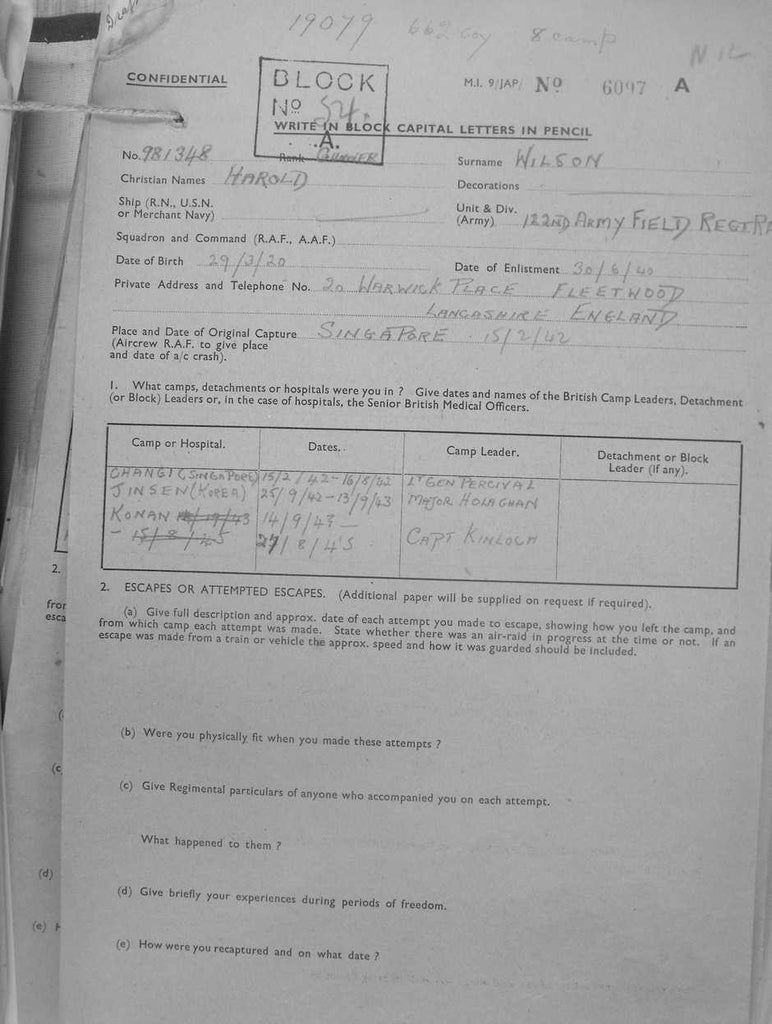 19079 662 Coy 8 camp
NIL
Draft
CONFIDENTIAL
BLOCK
M.I. 9/JAP/ No 6097 A
No 54.
WRITE IN BLOCK CAPITAL LETTERS IN PENCIL
A.
No. 981348 Rank GUNNER Surname WILSON
Christian Names HAROLD Decorations
Ship (R.N., U.S.N.
or Merchant Navy)
Unit & Div.
(Army) 122ND ARMY FIELD REGT RA
Squadron and Command (R.A.F., A.A.F.)
Date of Birth 29/3/20 Date of Enlistment 30/6/40
Private Address and Telephone No. 20 WARWICK PLACE FLEETWOOD
LANCASHIRE ENGLAND
Place and Date of Original Capture SINGAPORE . 15/2/42
(Aircrew R.A.F. to give place
and date of a/c crash).
1. What camps, detachments or hospitals were you in ? Give dates and names of the British Camp Leaders, Detachment
(or Block) Leaders or, in the case of hospitals, the Senior British Medical Officers.
Camp or Hospital. Dates. Camp Leader. Detachment or Block
Leader (if any).
CHANGI (SINGAPORE) 15/2/42-16/8/42 LT GEN PERCIVAL
JINSEN (KOREA) 25/9/42-13/9/43 MAJOR HOLAGHAN
KONAN 14/9/43 —
- 15/8/45 27/8/45 CAPT KINLOCH
2. ESCAPES OR ATTEMPTED ESCAPES. (Additional paper will be supplied on request if required).
(a) Give full description and approx. date of each attempt you made to escape, showing how you left the camp, and
from which camp each attempt was made. State whether there was an air-raid in progress at the time or not. If an
escape was made from a train or vehicle the approx. speed and how it was guarded should be included.
(b) Were you physically fit when you made these attempts ?
(c) Give Regimental particulars of anyone who accompanied you on each attempt.
What happened to them ?
(d) Give briefly your experiences during periods of freedom.
(e) How were you recaptured and on what date ?
2.
from
esca
(c
(d)
(e) H